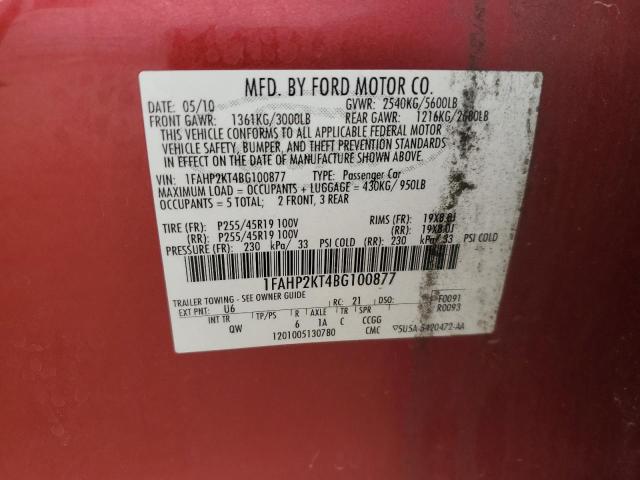 MFD. BY FORD MOTOR CO.
DATE: 05/10 GVWR: 2540KG/5600LB
FRONT GAWR: 1361KG/3000LB REAR GAWR: 1216KG/2680LB
THIS VEHICLE CONFORMS TO ALL APPLICABLE FEDERAL MOTOR
VEHICLE SAFETY, BUMPER, AND THEFT PREVENTION STANDARDS
IN EFFECT ON THE DATE OF MANUFACTURE SHOWN ABOVE.
VIN: 1FAHP2KT4BG100877 TYPE: Passenger Car
MAXIMUM LOAD = OCCUPANTS + LUGGAGE = 430KG/ 950LB
OCCUPANTS = 5 TOTAL; 2 FRONT, 3 REAR
TIRE (FR): P255/45R19 100V RIMS (FR): 19X8.0J
(RR): P255/45R19 100V (RR): 19X8.0J
PRESSURE (FR): 230 kPa/ 33 PSI COLD (RR): 230 kPa/ 33 PSI COLD
1FAHP2KT4BG100877
TRAILER TOWING - SEE OWNER GUIDE
EXT PNT: U6 RC: 21 DSO: F0091
INT TR TP/PS R AXLE TR SPR R0093
QW 6 1A C CCGG
1201005130780 CMC 5U5A-5420472-AA